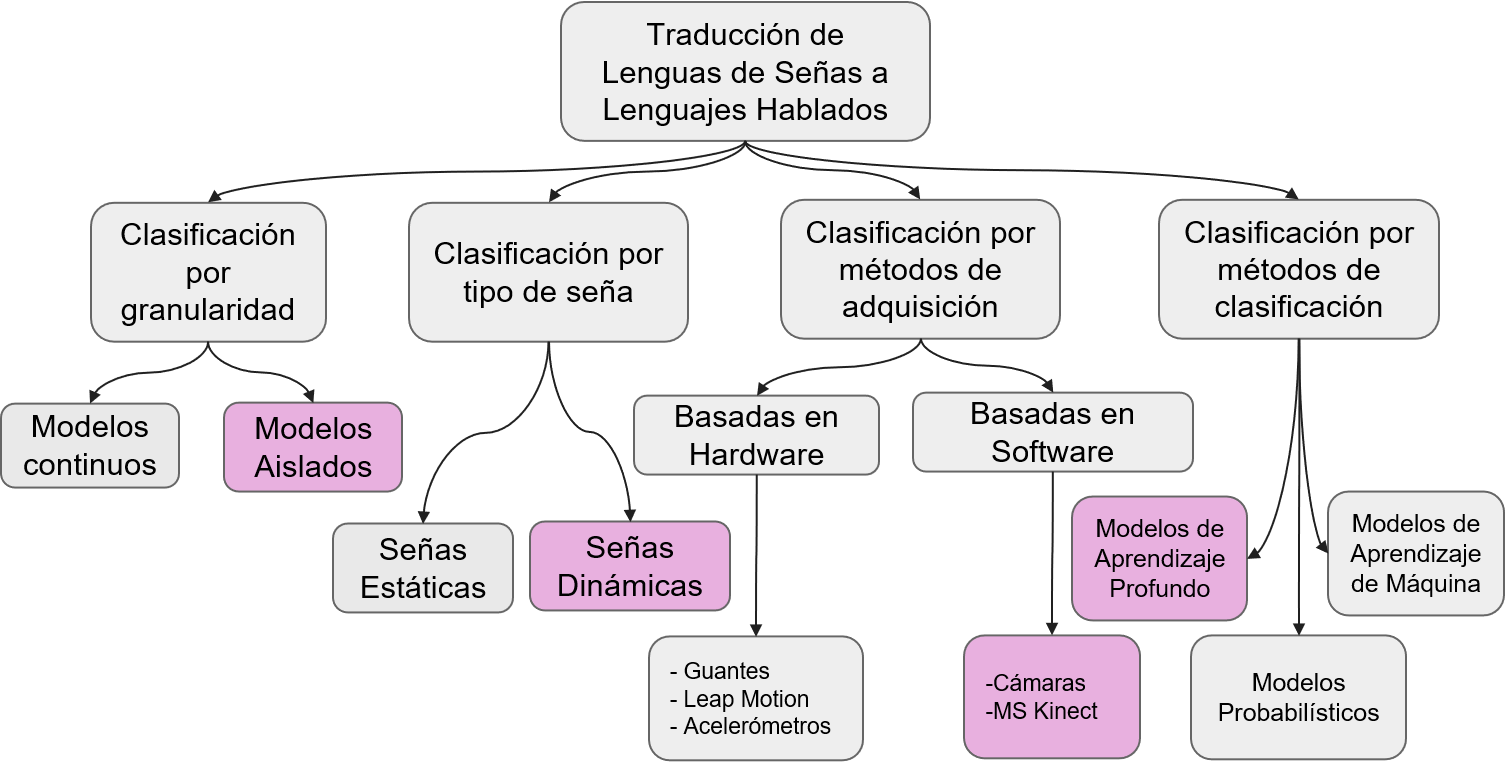 Traducción de
Lenguas de Señas a
Lenguajes Hablados
Clasificación
por
granularidad
Clasificación por
tipo de seña
Clasificación por
métodos de
adquisición
Clasificación por
métodos de
clasificación
Modelos
continuos
Modelos
Aislados
Basadas en
Hardware
Basadas en
Software
Señas
Estáticas
Señas
Dinámicas
Modelos de
Aprendizaje
Profundo
Modelos de
Aprendizaje
de Máquina
- Guantes
- Leap Motion
- Acelerómetros
-Cámaras
-MS Kinect
Modelos
Probabilísticos